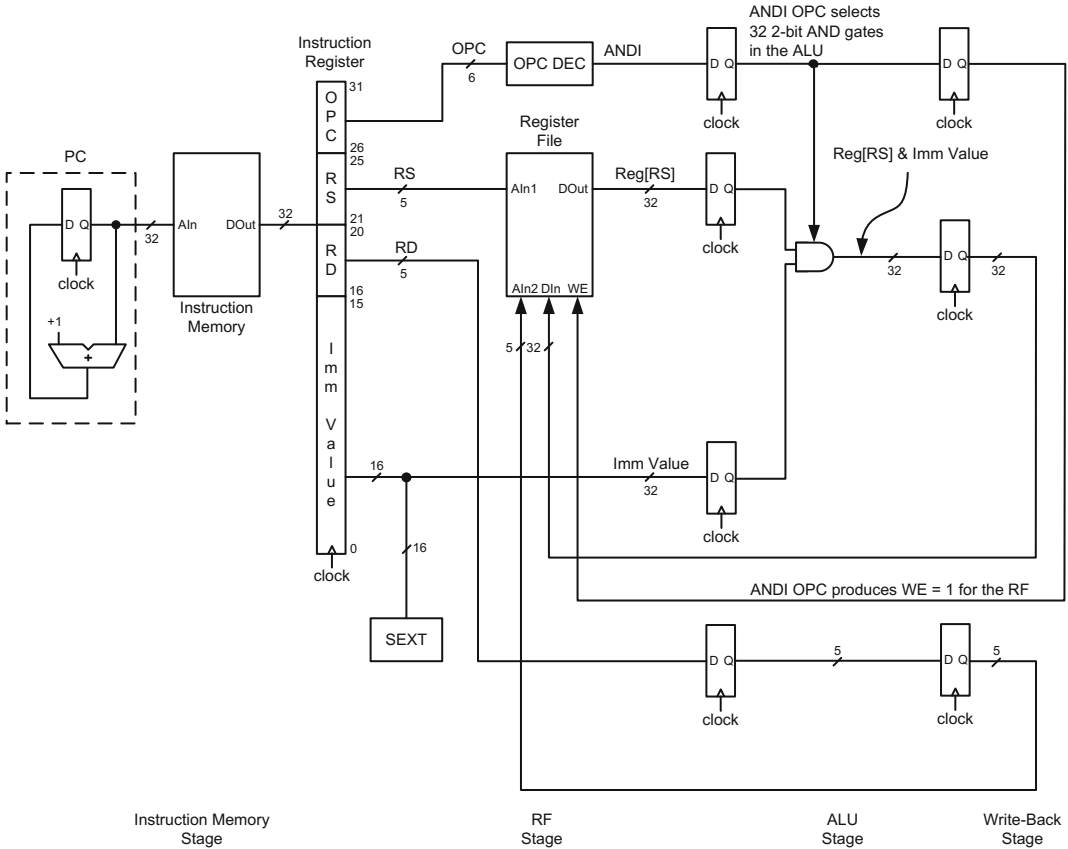 ANDI OPC selects
32 2-bit AND gates
in the ALU
Instruction
Register
OPC
6
OPC DEC
ANDI
D Q
clock
D Q
clock
31
O
P
C
26
25
Register
File
PC
R
S
RS
5
AIn1
DOut
Reg[RS]
32
D Q
clock
Reg[RS] & Imm Value
D Q
clock
32
AIn
DOut
32
21
20
R
D
RD
5
16
15
AIn2 DIn WE
32
D Q
32
clock
Instruction
Memory
+1
+
5
32
I
m
m
V
a
l
u
e
16
Imm Value
32
D Q
clock
0
clock
16
SEXT
ANDI OPC produces WE = 1 for the RF
D Q
clock
5
D Q
5
clock
Instruction Memory
Stage
RF
Stage
ALU
Stage
Write-Back
Stage